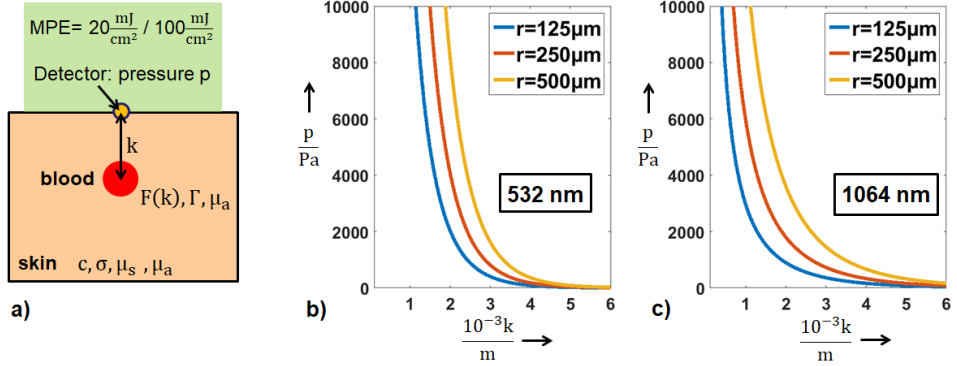 MPE= 20 mJ/cm² / 100 mJ/cm²
Detector: pressure p
k
blood
F(k), Γ, μₐ
skin c, σ, μₛ , μₐ
a)
r=125μm
r=250μm
r=500μm
10000
8000
6000
4000
2000
0
p/Pa
532 nm
1 2 3 4 5 6
b)
10⁻³k/m
r=125μm
r=250μm
r=500μm
10000
8000
6000
4000
2000
0
p/Pa
1064 nm
1 2 3 4 5 6
c)
10⁻³k/m